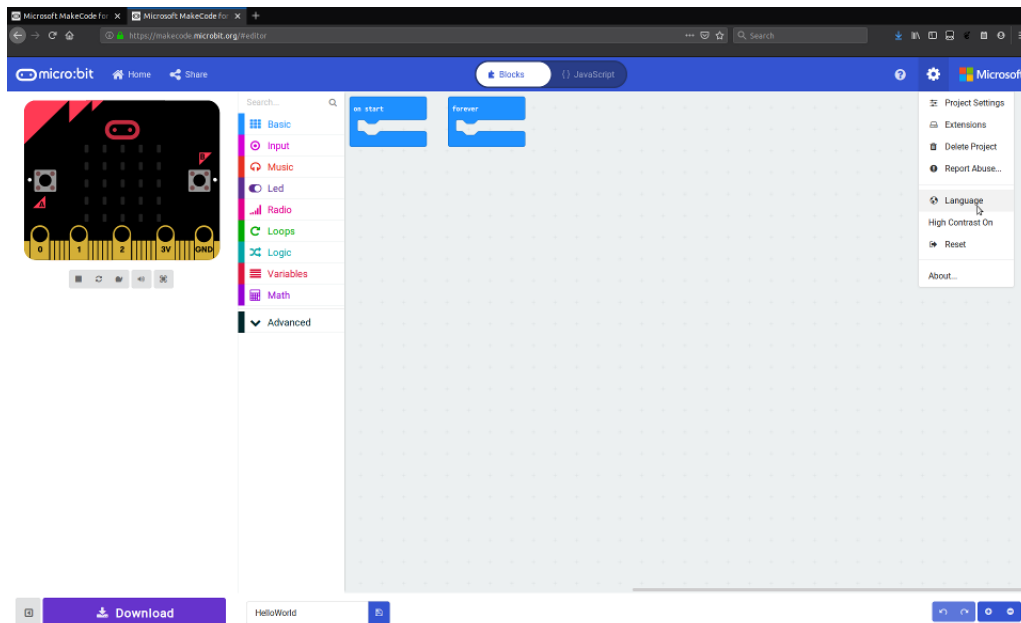 Microsoft MakeCode for
Microsoft MakeCode for
https://makecode.microbit.org/#editor
Search
micro:bit
Home
Share
Blocks
{} JavaScript
Microsoft
Search...
Basic
Input
Music
Led
Radio
Loops
Logic
Variables
Math
Advanced
on start
forever
Project Settings
Extensions
Delete Project
Report Abuse...
Language
High Contrast On
Reset
About...
A
B
0 1 2 3V GND
Download
HelloWorld